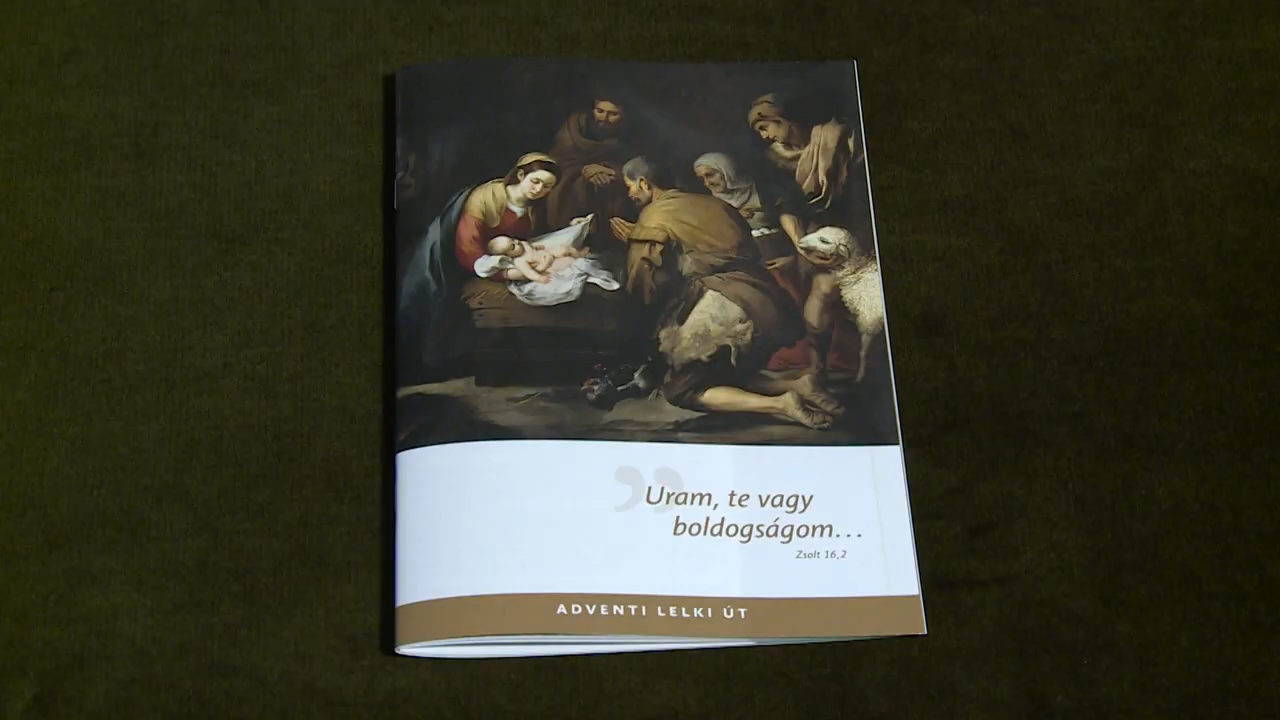 ”Uram, te vagy
boldogságom...
Zsolt 16,2
ADVENTI LELKI ÚT